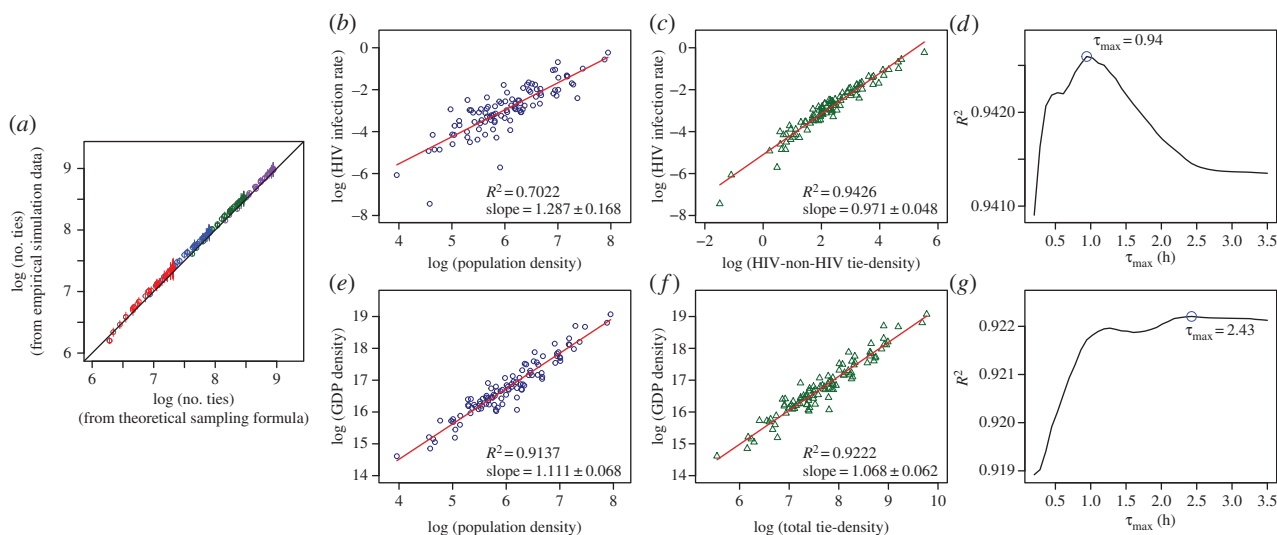 (a)
log (no. ties)
(from empirical simulation data)
9
8
7
6
6 7 8 9
log (no. ties)
(from theoretical sampling formula)
(b)
log (HIV infection rate)
0
−2
−4
−6
−8
R² = 0.7022
slope = 1.287 ± 0.168
4 5 6 7 8
log (population density)
(c)
log (HIV infection rate)
0
−2
−4
−6
−8
R² = 0.9426
slope = 0.971 ± 0.048
−2 0 2 4 6
log (HIV-non-HIV tie-density)
(d)
R²
0.9420
0.9410
τmax = 0.94
0.5 1.0 1.5 2.0 2.5 3.0 3.5
τmax (h)
(e)
log (GDP density)
19
18
17
16
15
14
R² = 0.9137
slope = 1.111 ± 0.068
4 5 6 7 8
log (population density)
(f)
log (GDP density)
19
18
17
16
15
14
R² = 0.9222
slope = 1.068 ± 0.062
6 7 8 9 10
log (total tie-density)
(g)
R²
0.922
0.921
0.920
0.919
τmax = 2.43
0.5 1.0 1.5 2.0 2.5 3.0 3.5
τmax (h)